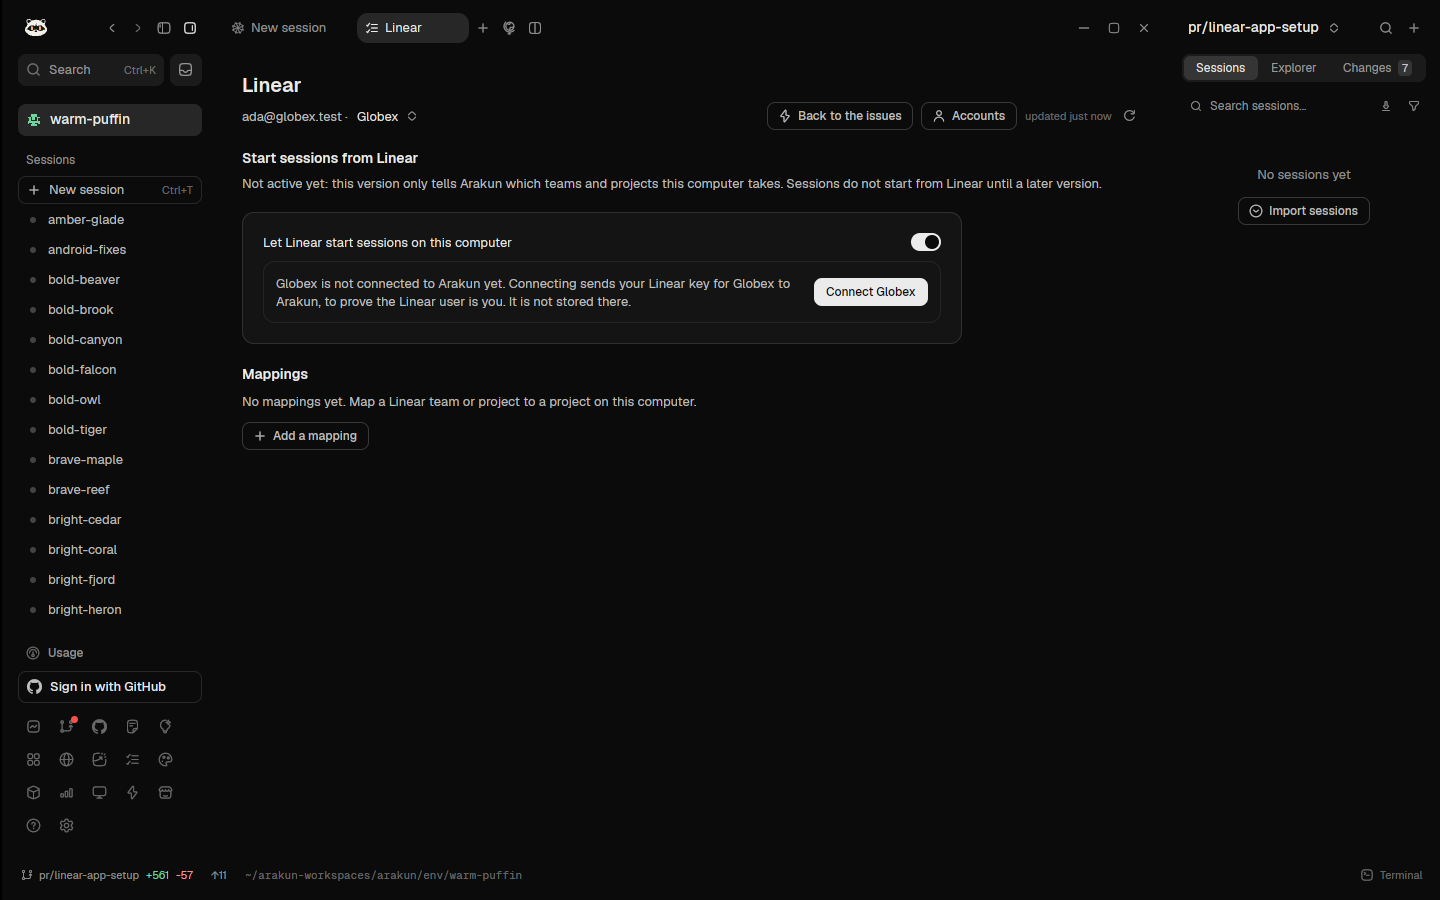 New session
Linear
pr/linear-app-setup
Search
Ctrl+K
warm-puffin
Sessions
New session
Ctrl+T
amber-glade
android-fixes
bold-beaver
bold-brook
bold-canyon
bold-falcon
bold-owl
bold-tiger
brave-maple
brave-reef
bright-cedar
bright-coral
bright-fjord
bright-heron
Usage
Sign in with GitHub
Linear
ada@globex.test · Globex
Back to the issues
Accounts
updated just now
Start sessions from Linear
Not active yet: this version only tells Arakun which teams and projects this computer takes. Sessions do not start from Linear until a later version.
Let Linear start sessions on this computer
Globex is not connected to Arakun yet. Connecting sends your Linear key for Globex to
Arakun, to prove the Linear user is you. It is not stored there.
Connect Globex
Mappings
No mappings yet. Map a Linear team or project to a project on this computer.
Add a mapping
Sessions
Explorer
Changes 7
Search sessions...
No sessions yet
Import sessions
pr/linear-app-setup +561 -57 ↑11 ~/arakun-workspaces/arakun/env/warm-puffin
Terminal